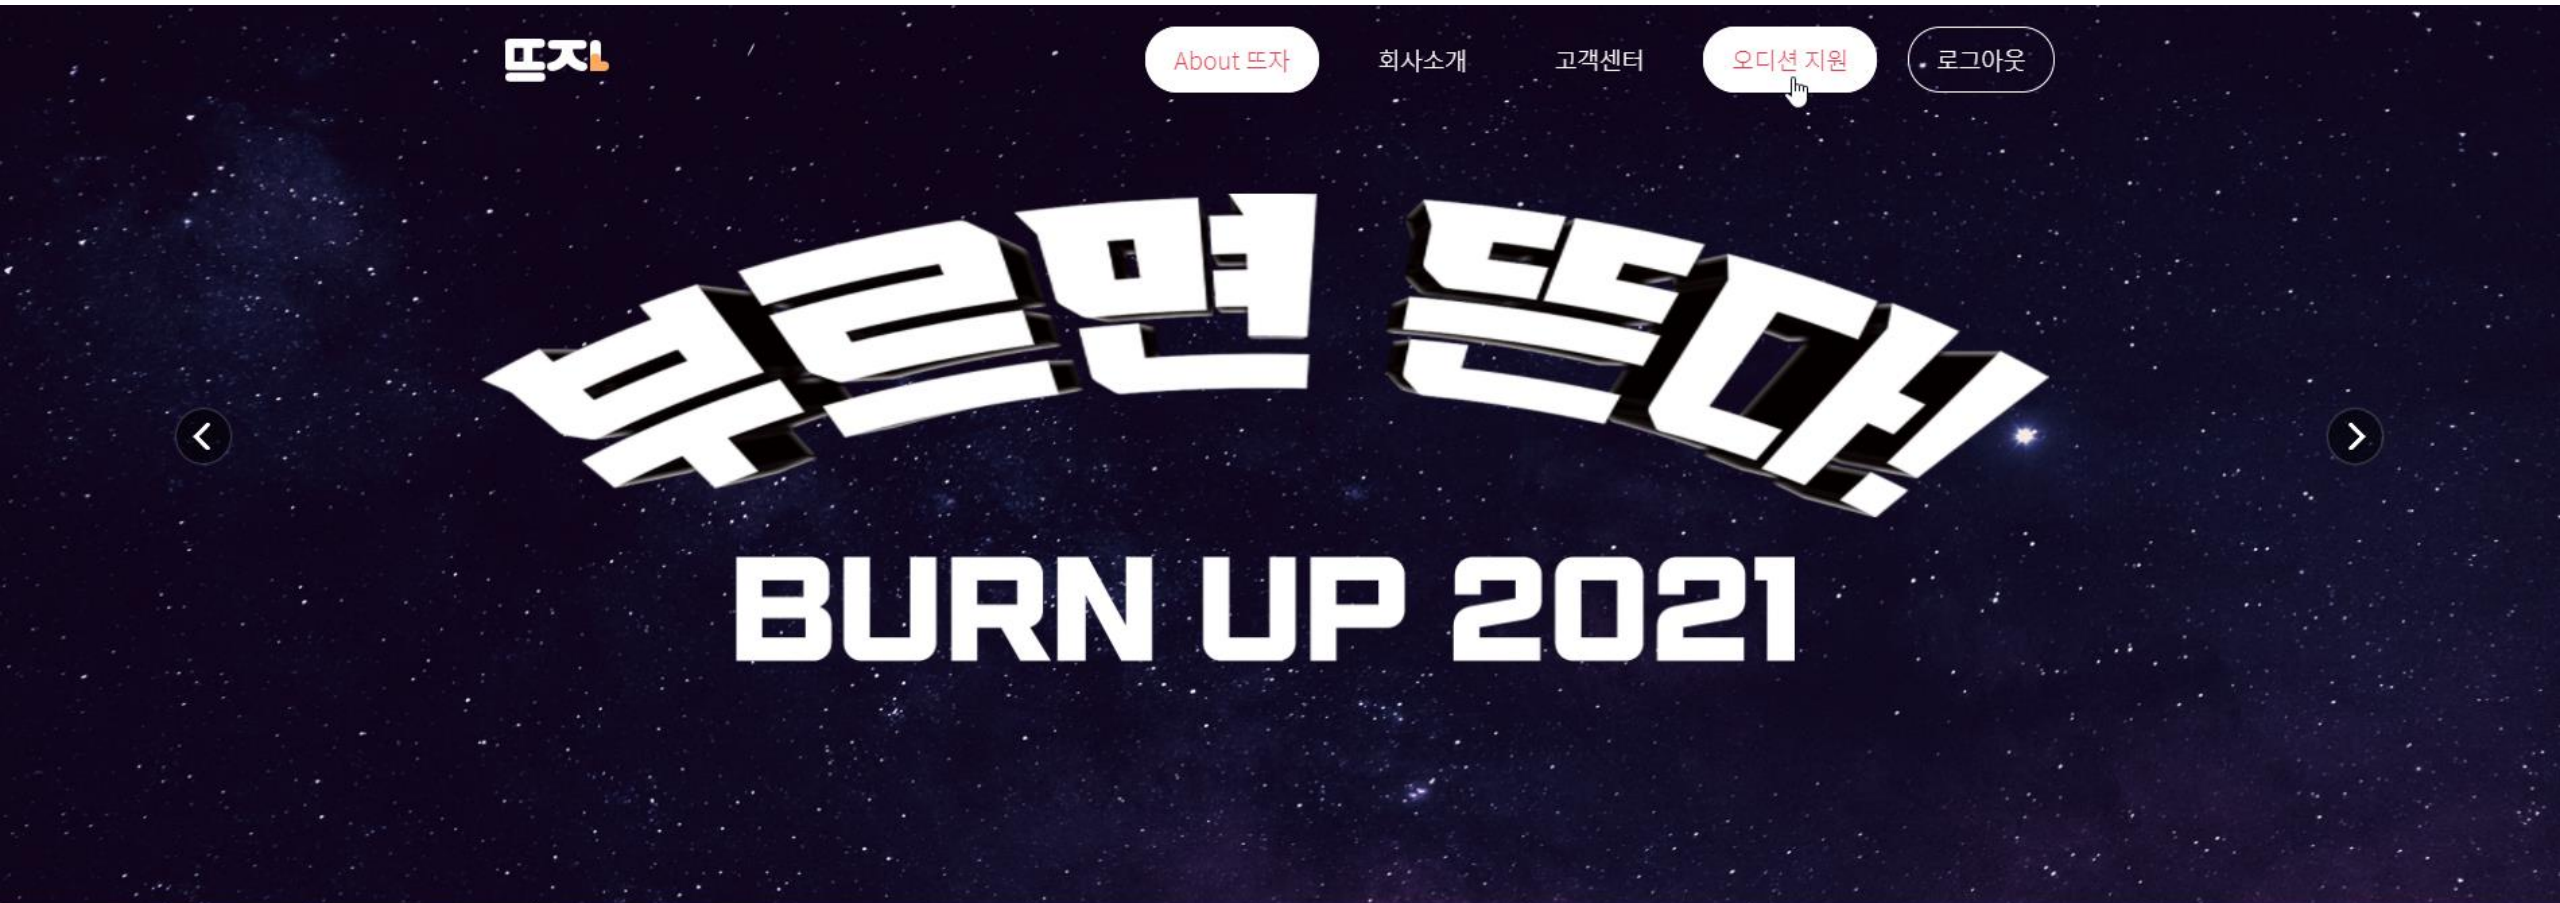 뜨자
About 뜨자
회사소개
고객센터
오디션 지원
로그아웃
부르면 뜬다!
BURN UP 2021